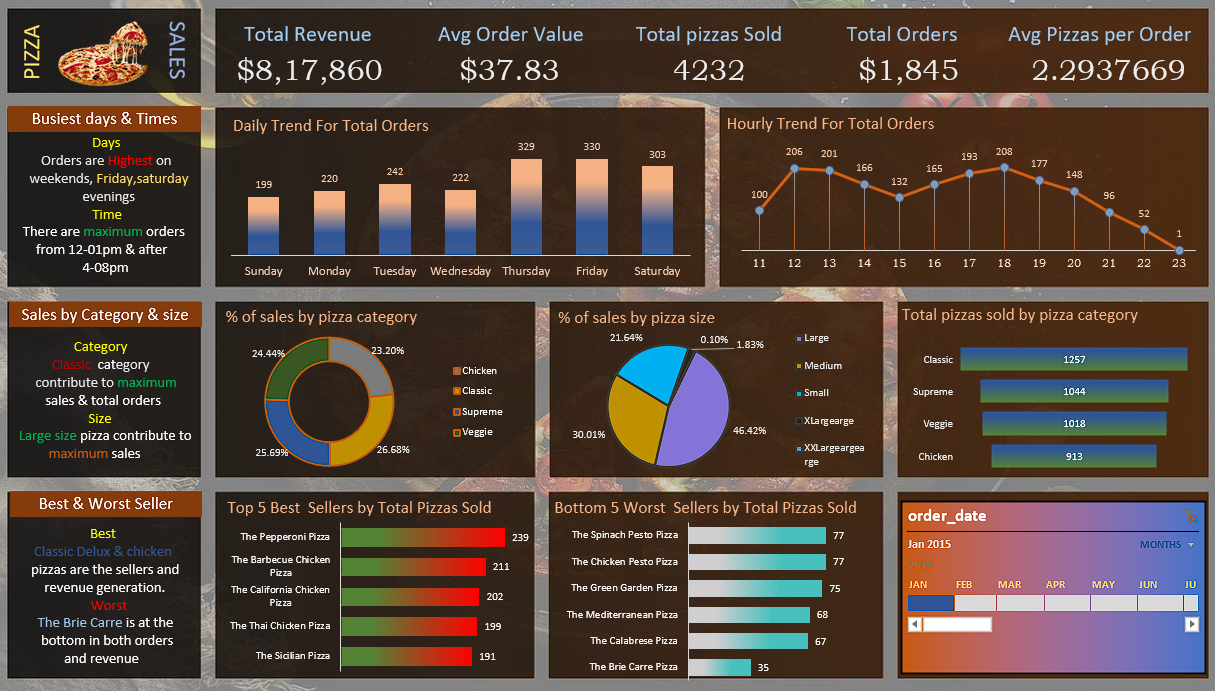 PIZZA
SALES
Total Revenue
$8,17,860
Avg Order Value
$37.83
Total pizzas Sold
4232
Total Orders
$1,845
Avg Pizzas per Order
2.2937669
Busiest days & Times
Days
Orders are Highest on
weekends, Friday,saturday
evenings
Time
There are maximum orders
from 12-01pm & after
4-08pm
Daily Trend For Total Orders
199
220
242
222
329
330
303
Sunday
Monday
Tuesday
Wednesday
Thursday
Friday
Saturday
Hourly Trend For Total Orders
100
206
201
166
132
165
193
208
177
148
96
52
1
11
12
13
14
15
16
17
18
19
20
21
22
23
Sales by Category & size
Category
Classic category
contribute to maximum
sales & total orders
Size
Large size pizza contribute to
maximum sales
% of sales by pizza category
24.44%
23.20%
25.69%
26.68%
Chicken
Classic
Supreme
Veggie
% of sales by pizza size
21.64%
0.10%
1.83%
30.01%
46.42%
Large
Medium
Small
XLargearge
XXLargeargea
rge
Total pizzas sold by pizza category
Classic 1257
Supreme 1044
Veggie 1018
Chicken 913
Best & Worst Seller
Best
Classic Delux & chicken
pizzas are the sellers and
revenue generation.
Worst
The Brie Carre is at the
bottom in both orders
and revenue
Top 5 Best Sellers by Total Pizzas Sold
The Pepperoni Pizza 239
The Barbecue Chicken
Pizza 211
The California Chicken
Pizza 202
The Thai Chicken Pizza 199
The Sicilian Pizza 191
Bottom 5 Worst Sellers by Total Pizzas Sold
The Spinach Pesto Pizza 77
The Chicken Pesto Pizza 77
The Green Garden Pizza 75
The Mediterranean Pizza 68
The Calabrese Pizza 67
The Brie Carre Pizza 35
order_date
Jan 2015
MONTHS
JAN
FEB
MAR
APR
MAY
JUN
JU